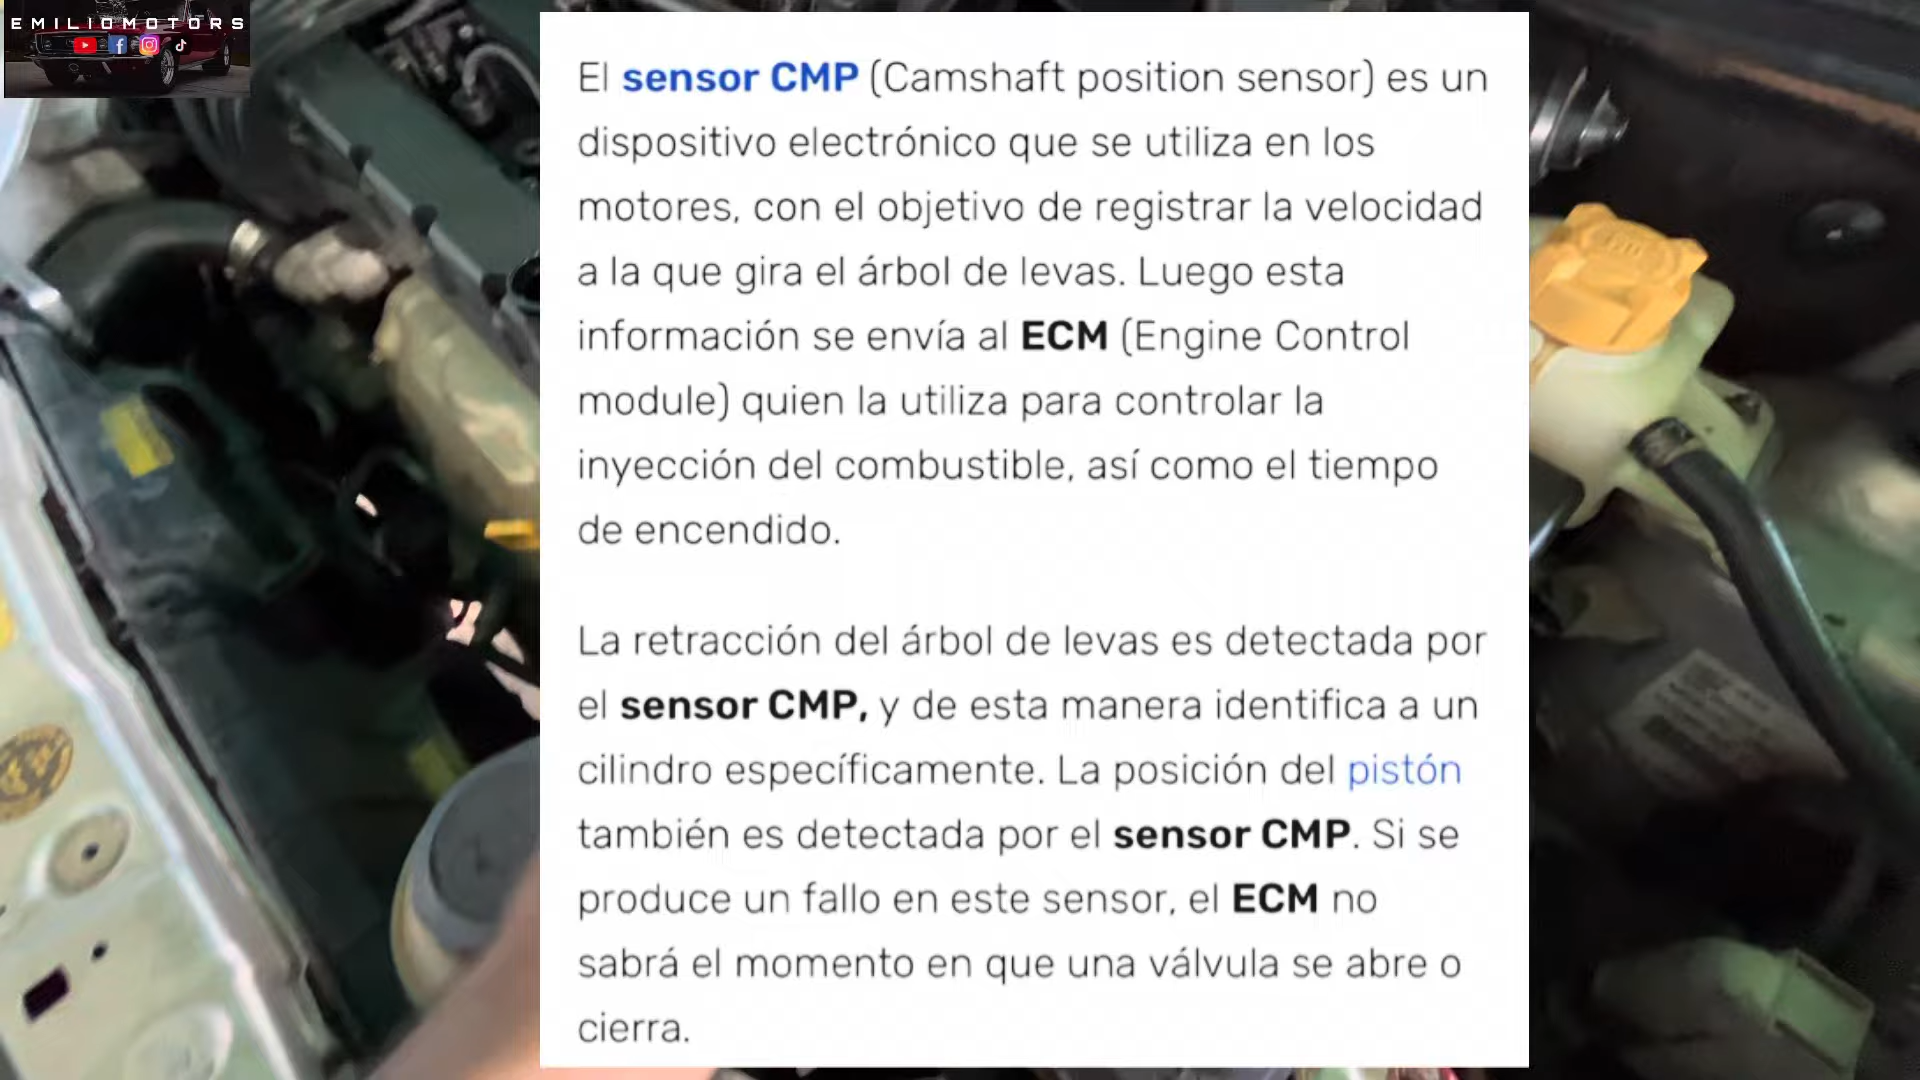 EMILIOMOTORS
El sensor CMP (Camshaft position sensor) es un
dispositivo electrónico que se utiliza en los
motores, con el objetivo de registrar la velocidad
a la que gira el árbol de levas. Luego esta
información se envía al ECM (Engine Control
module) quien la utiliza para controlar la
inyección del combustible, así como el tiempo
de encendido.
La retracción del árbol de levas es detectada por
el sensor CMP, y de esta manera identifica a un
cilindro específicamente. La posición del pistón
también es detectada por el sensor CMP. Si se
produce un fallo en este sensor, el ECM no
sabrá el momento en que una válvula se abre o
cierra.